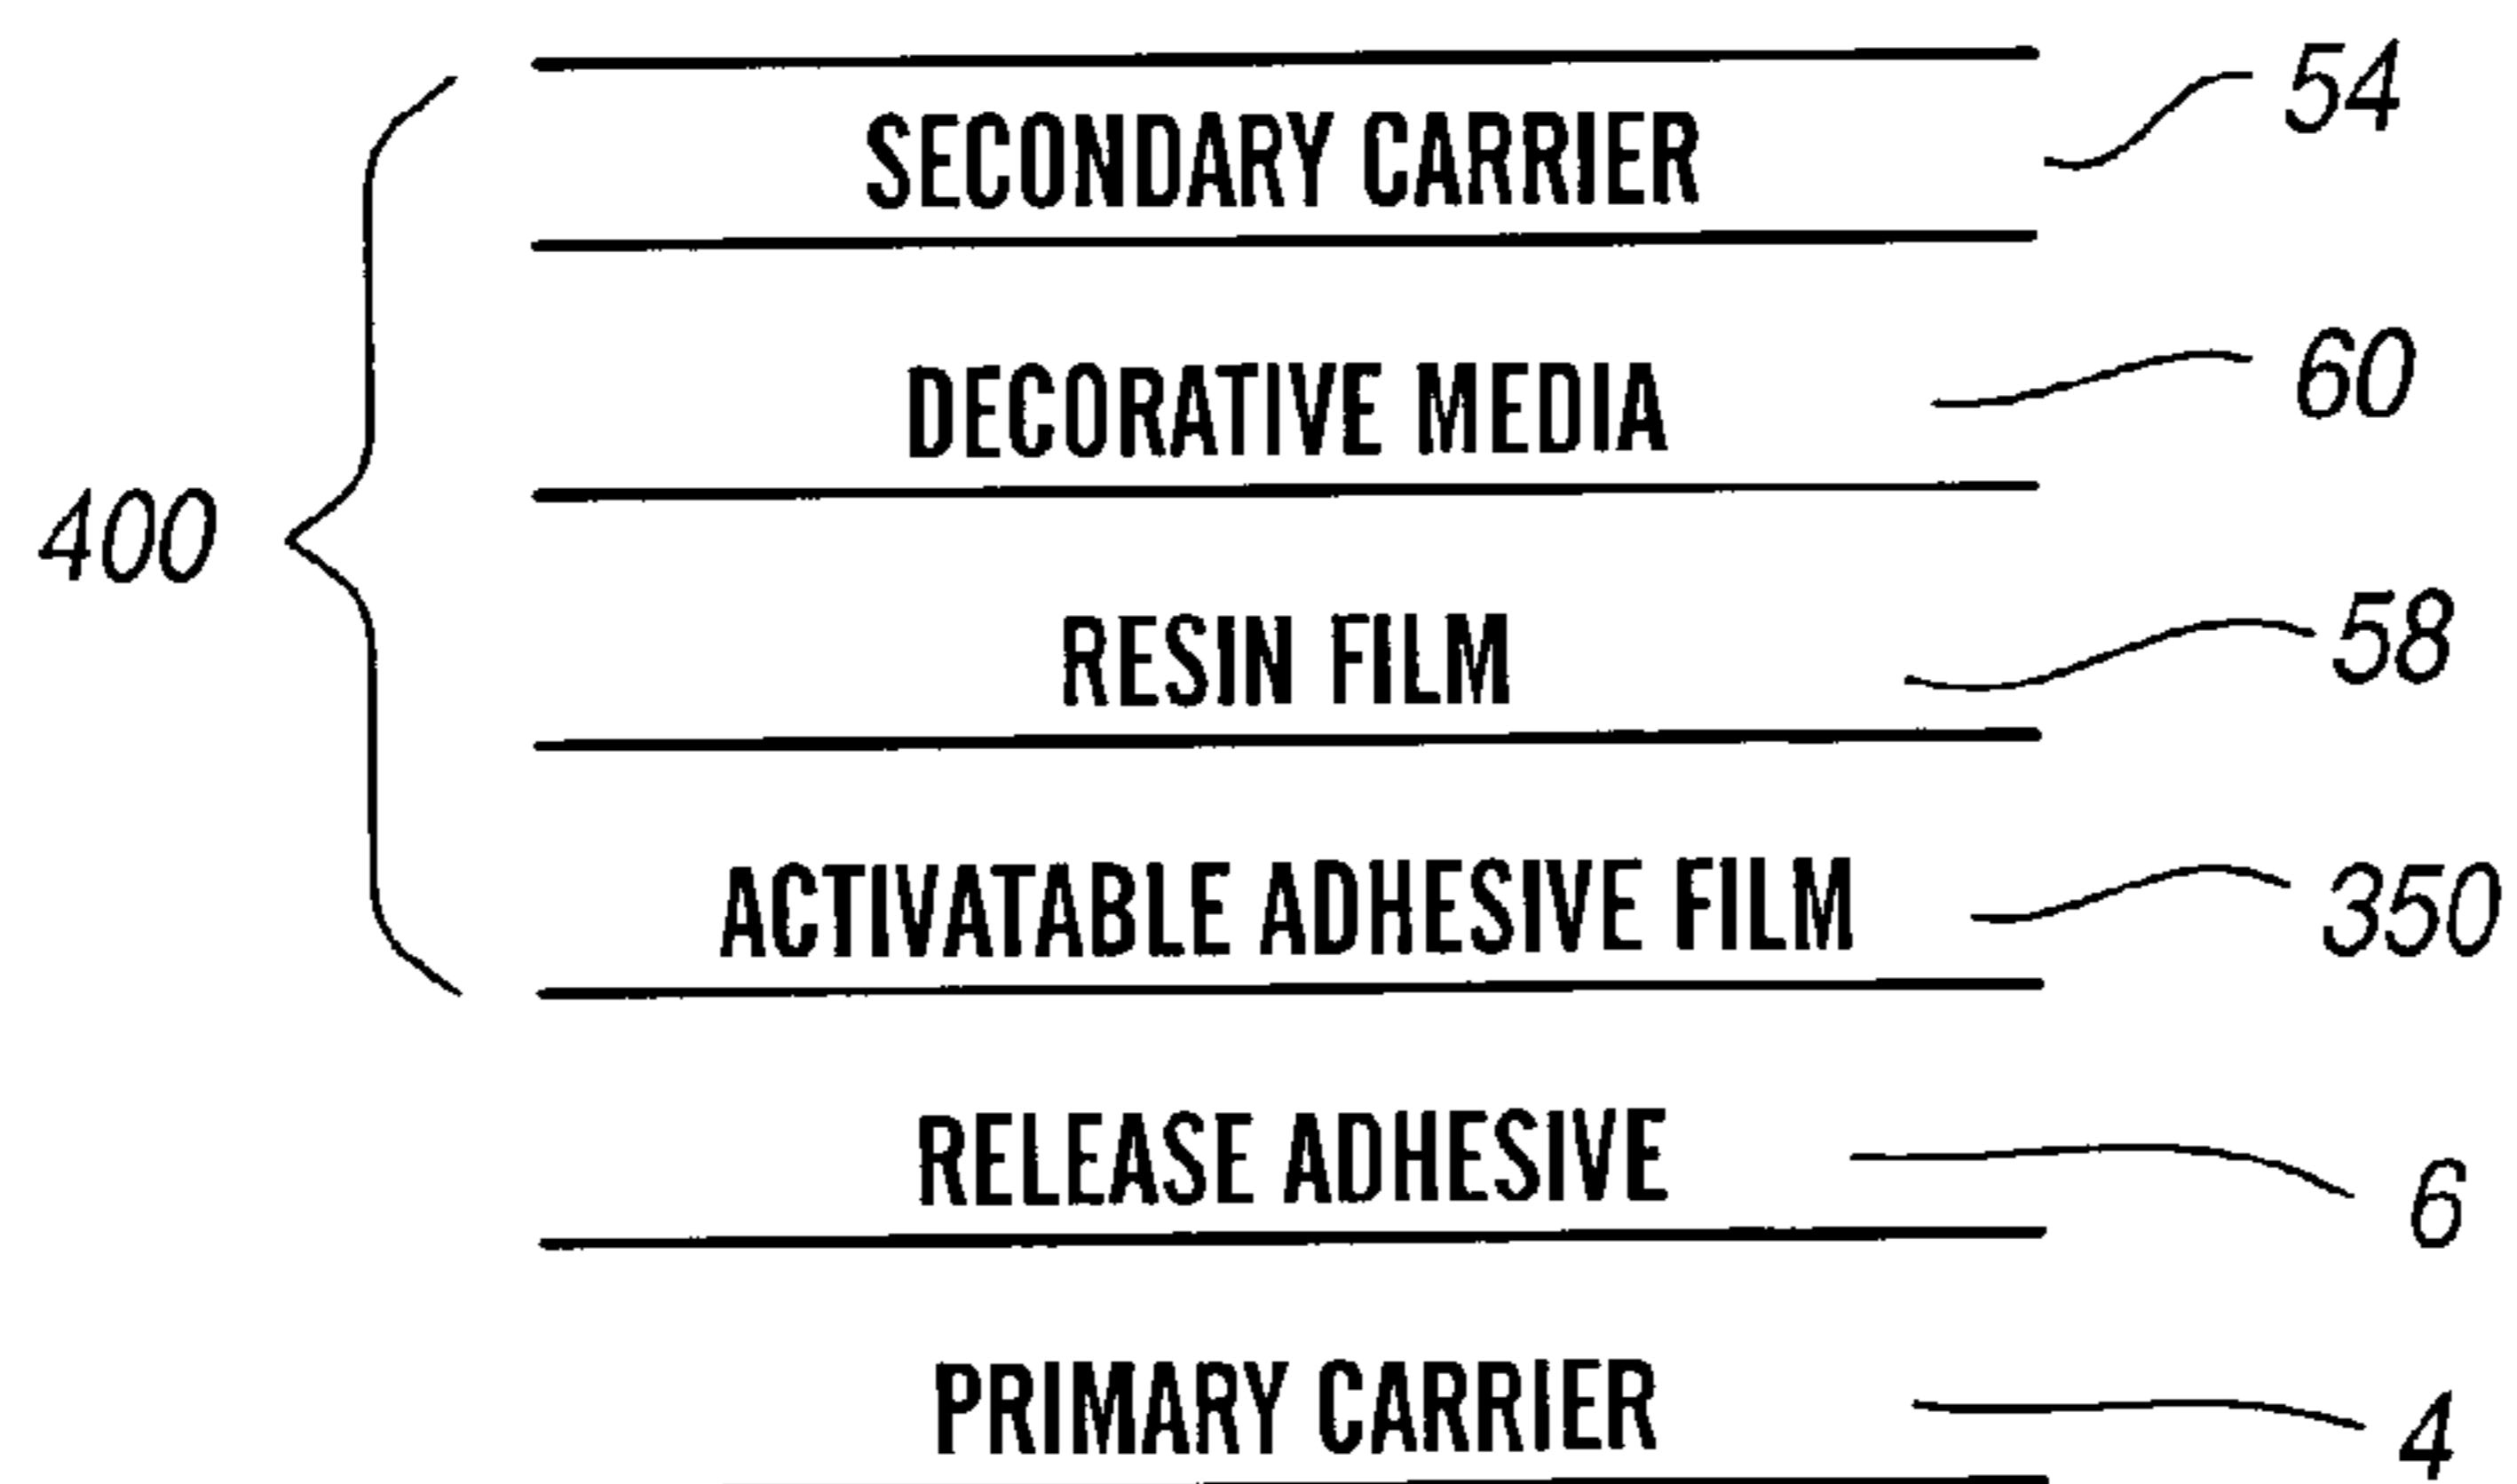 SECONDARY CARRIER 54
DECORATIVE MEDIA 60
400
RESIN FILM 58
ACTIVATABLE ADHESIVE FILM 350
RELEASE ADHESIVE 6
PRIMARY CARRIER 4